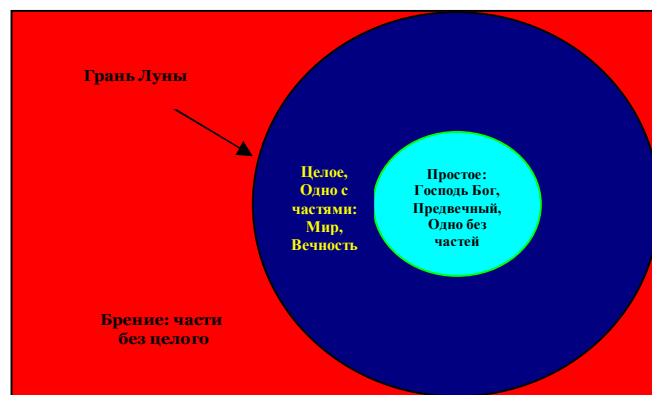 Грань Луны
Целое,
Одно с
частями:
Мир,
Вечность
Простое:
Господь Бог,
Предвечный,
Одно без
частей
Брение: части
без целого